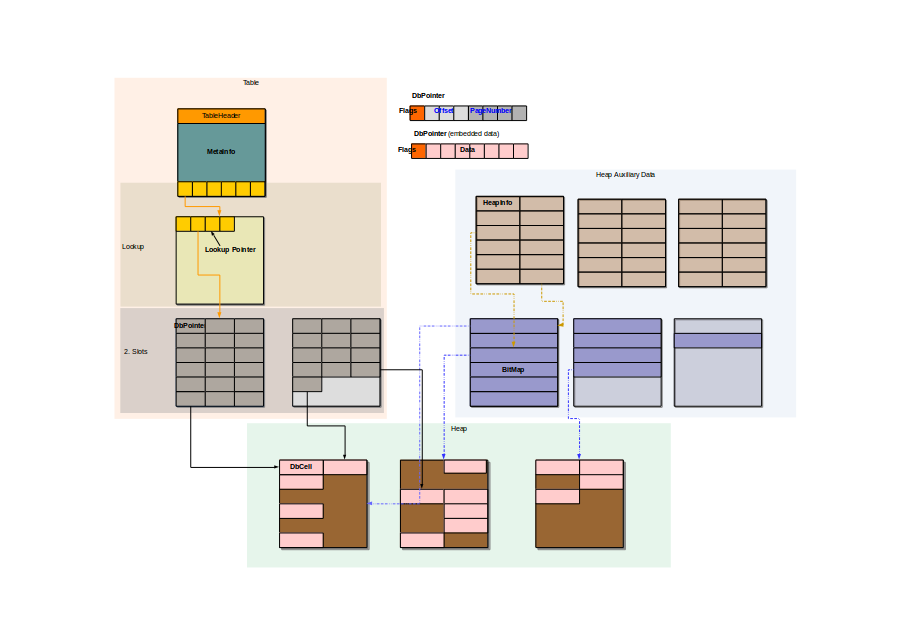 Table
TableHeader
MetaInfo
Lookup
Lookup Pointer
2. Slots
DbPointer
DbPointer
Flags Offset PageNumber
DbPointer (embedded data)
Flags Data
Heap Auxiliary Data
HeapInfo
BitMap
Heap
DbCell